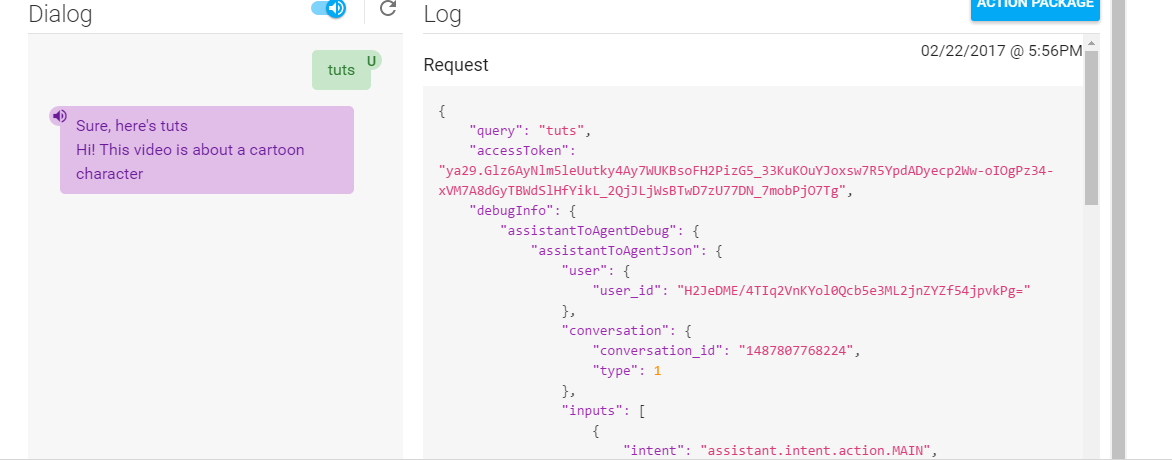 Dialog
Log
ACTION PACKAGE
02/22/2017 @ 5:56PM
tuts
U
Sure, here's tuts
Hi! This video is about a cartoon
character
Request
{
"query": "tuts",
"accessToken":
"ya29.Glz6AyNlm5leUutky4Ay7WUKBsoFH2PizG5_33KuKOuYJoxsw7R5YpdADyecp2Ww-oIOgPz34-
xVM7A8dGyTBWdSlHfYikL_2QjJLjWsBTwD7zU77DN_7mobPjO7Tg",
"debugInfo": {
"assistantToAgentDebug": {
"assistantToAgentJson": {
"user": {
"user_id": "H2JeDME/4TIq2VnKYol0Qcb5e3ML2jnZYZf54jpvkPg="
},
"conversation": {
"conversation_id": "1487807768224",
"type": 1
},
"inputs": [
{
"intent": "assistant.intent.action.MAIN",